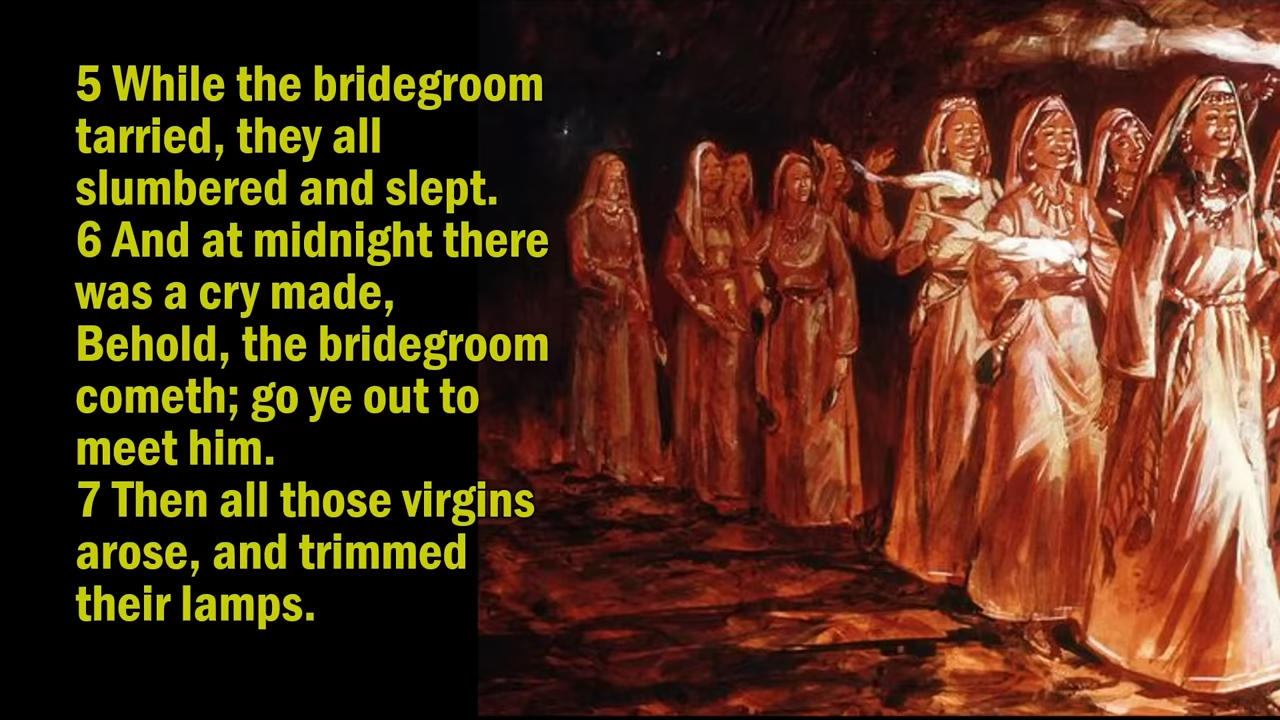 5 While the bridegroom
tarried, they all
slumbered and slept.
6 And at midnight there
was a cry made,
Behold, the bridegroom
cometh; go ye out to
meet him.
7 Then all those virgins
arose, and trimmed
their lamps.